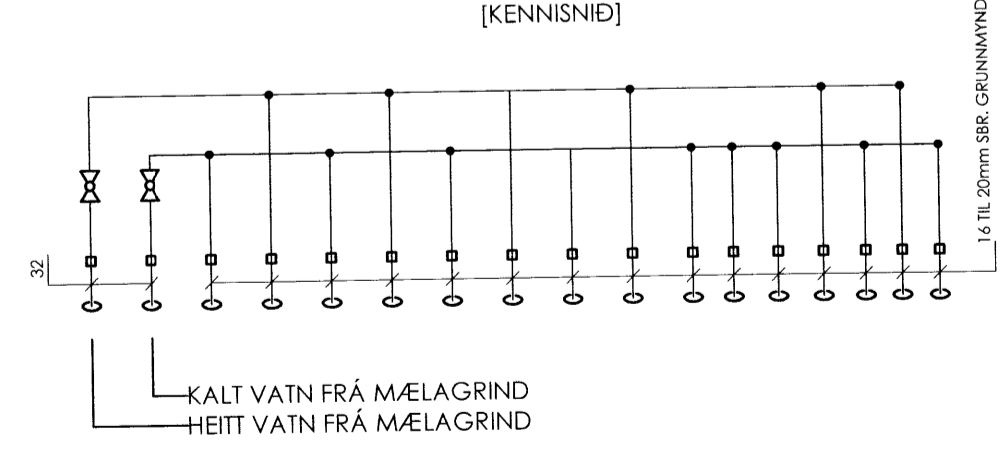 [KENNISNIÐ]
16 TIL 20mm SBR. GRUNNMYND
32
KALT VATN FRÁ MÆLAGRIND
HEITT VATN FRÁ MÆLAGRIND